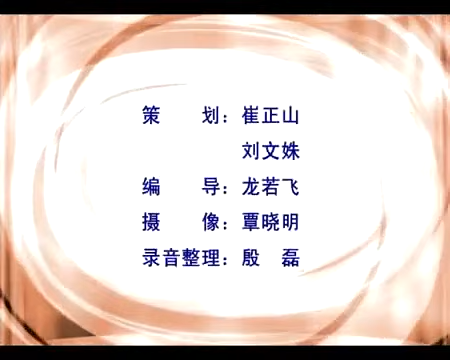 策　　划：崔正山
刘文姝
编　　导：龙若飞
摄　　像：覃晓明
录音整理：殷　磊